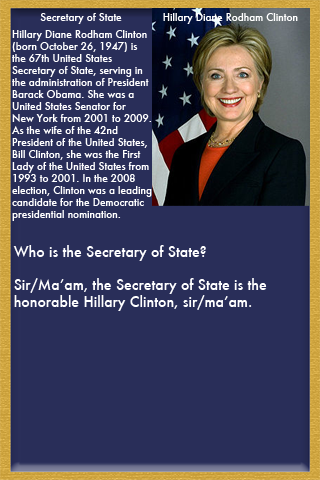 Secretary of State
Hillary Diane Rodham Clinton
Hillary Diane Rodham Clinton
(born October 26, 1947) is
the 67th United States
Secretary of State, serving in
the administration of President
Barack Obama. She was a
United States Senator for
New York from 2001 to 2009.
As the wife of the 42nd
President of the United States,
Bill Clinton, she was the First
Lady of the United States from
1993 to 2001. In the 2008
election, Clinton was a leading
candidate for the Democratic
presidential nomination.
Who is the Secretary of State?
Sir/Ma’am, the Secretary of State is the
honorable Hillary Clinton, sir/ma’am.